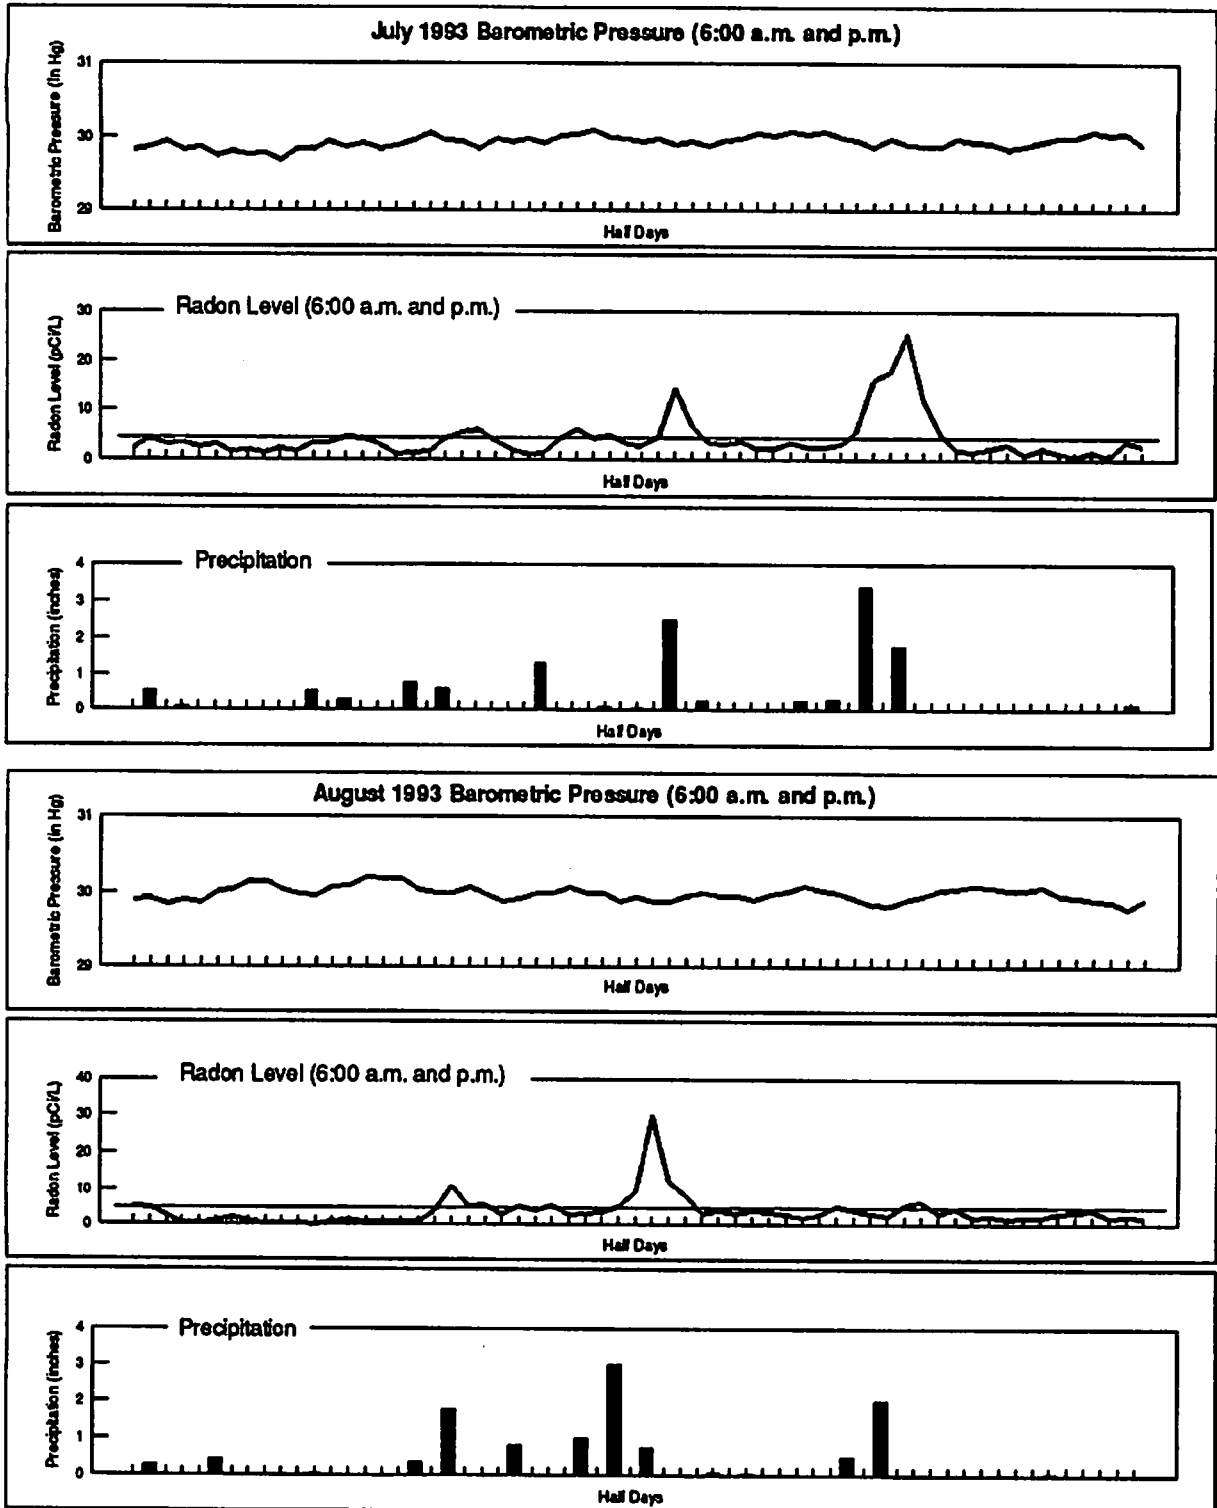 July 1993 Barometric Pressure (6:00 a.m. and p.m.)
Barometric Pressure (In Hg)
31
30
29
Half Days
Radon Level (6:00 a.m. and p.m.)
Radon Level (pCi/L)
30
20
10
0
Half Days
Precipitation
Precipitation (inches)
4
3
2
1
0
Half Days
August 1993 Barometric Pressure (6:00 a.m. and p.m.)
Barometric Pressure (in Hg)
31
30
29
Half Days
Radon Level (6:00 a.m. and p.m.)
Radon Level (pCi/L)
40
30
20
10
0
Half Days
Precipitation
Precipitation (inches)
4
3
2
1
0
Half Days